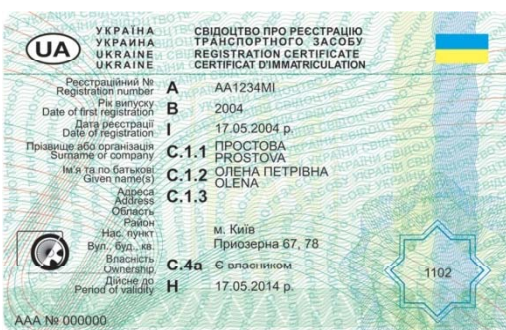 UA
УКРАЇНА
УКРАИНА
UKRAINE
UKRAINE
СВІДОЦТВО ПРО РЕЄСТРАЦІЮ
ТРАНСПОРТНОГО ЗАСОБУ
REGISTRATION CERTIFICATE
CERTIFICAT D'IMMATRICULATION
Реєстраційний №
Registration number A AA1234MI
Рік випуску
Date of first registration B 2004
Дата реєстрації
Date of registration I 17.05.2004 р.
Прізвище або організація C.1.1 ПРОСТОВА
Surname or company PROSTOVA
Ім'я та по батькові C.1.2 ОЛЕНА ПЕТРІВНА
Given name(s) OLENA
Адреса C.1.3
Address
Область
Район
Нас. пункт м. Київ
Вул., буд., кв. Приозерна 67, 78
Власність
Ownership C.4a Є власником
Дійсне до
Period of validity H 17.05.2014 р.
1102
AAA № 000000